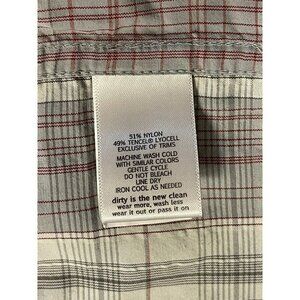 51% NYLON
49% TENCEL® LYOCELL
EXCLUSIVE OF TRIMS
MACHINE WASH COLD
WITH SIMILAR COLORS
GENTLE CYCLE
DO NOT BLEACH
LINE DRY
IRON COOL AS NEEDED
dirty is the new clean
wear more, wash less
wear it out or pass it on